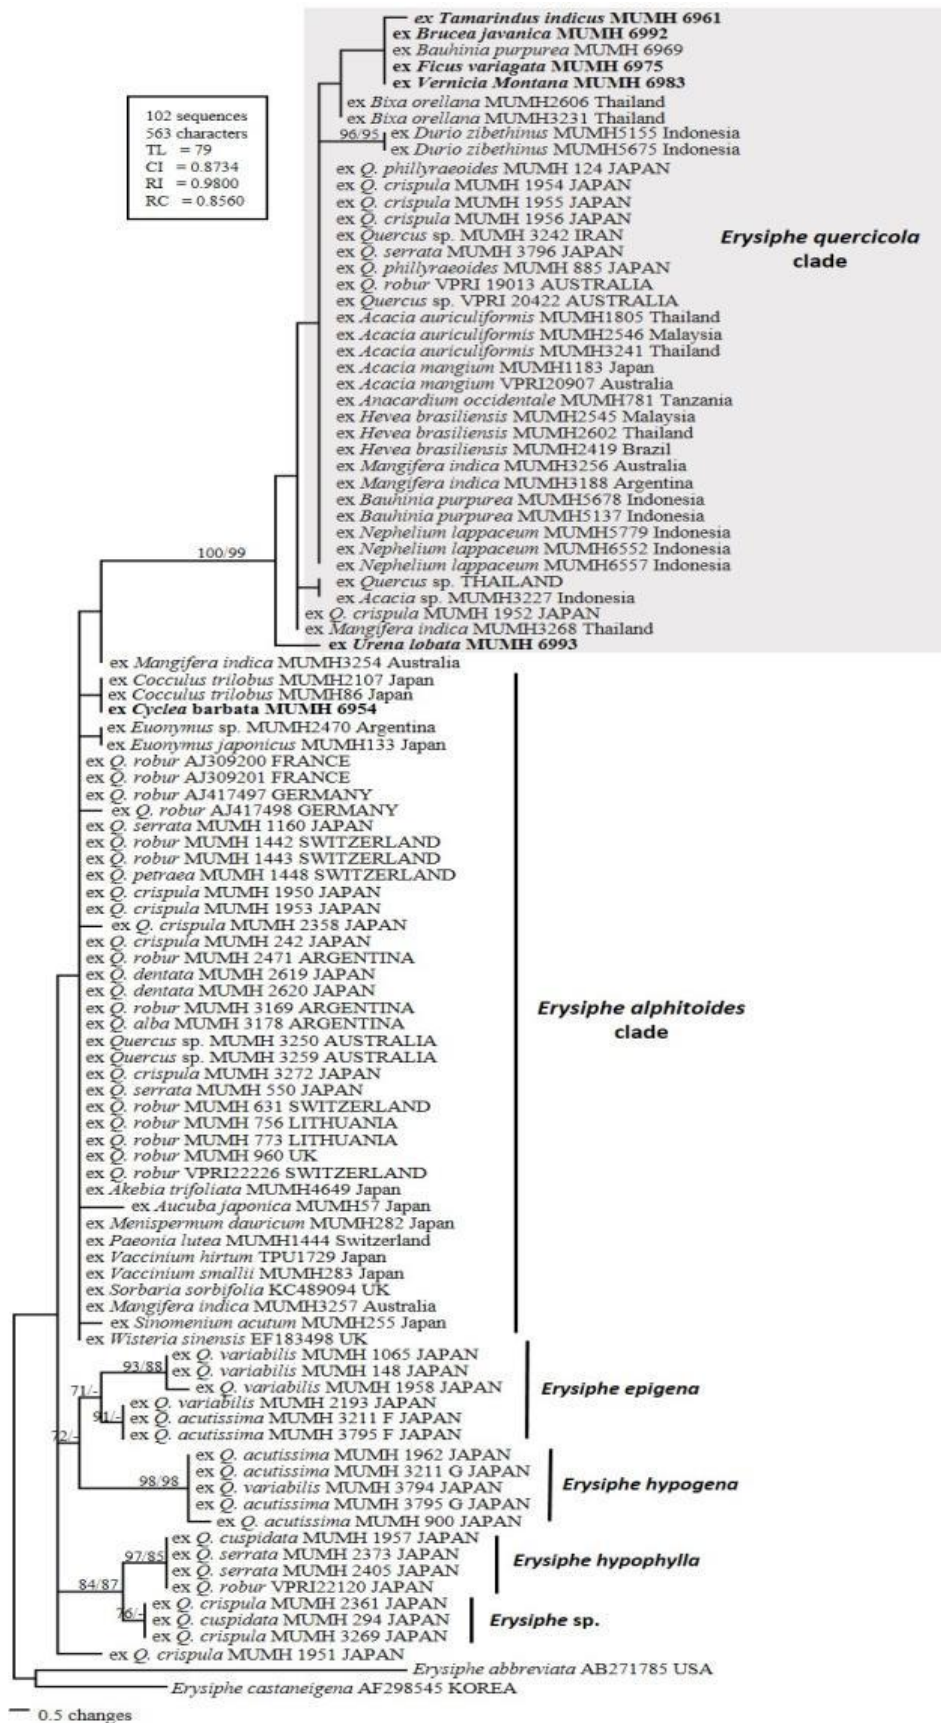 ex Tamarindus indicus MUMH 6961
ex Brucea javanica MUMH 6992
ex Bauhinia purpurea MUMH 6969
ex Ficus variagata MUMH 6975
ex Vernicia Montana MUMH 6983
ex Bixa orellana MUMH2606 Thailand
ex Bixa orellana MUMH3231 Thailand
102 sequences
563 characters
TL = 79
CI = 0.8734
RI = 0.9800
RC = 0.8560
96/95
ex Durio zibethinus MUMH5155 Indonesia
ex Durio zibethinus MUMH5675 Indonesia
ex Q. phillyraeoides MUMH 124 JAPAN
ex Q. crispula MUMH 1954 JAPAN
ex Q. crispula MUMH 1955 JAPAN
ex Q. crispula MUMH 1956 JAPAN
ex Quercus sp. MUMH 3242 IRAN
ex Q. serrata MUMH 3796 JAPAN
ex Q. phillyraeoides MUMH 885 JAPAN
ex Q. robur VPRI 19013 AUSTRALIA
ex Quercus sp. VPRI 20422 AUSTRALIA
Erysiphe quercicola
clade
ex Acacia auriculiformis MUMH1805 Thailand
ex Acacia auriculiformis MUMH2546 Malaysia
ex Acacia auriculiformis MUMH3241 Thailand
ex Acacia mangium MUMH1183 Japan
ex Acacia mangium VPRI20907 Australia
ex Anacardium occidentale MUMH781 Tanzania
ex Hevea brasiliensis MUMH2545 Malaysia
ex Hevea brasiliensis MUMH2602 Thailand
ex Hevea brasiliensis MUMH2419 Brazil
ex Mangifera indica MUMH3256 Australia
ex Mangifera indica MUMH3188 Argentina
ex Bauhinia purpurea MUMH5678 Indonesia
ex Bauhinia purpurea MUMH5137 Indonesia
ex Nephelium lappaceum MUMH5779 Indonesia
ex Nephelium lappaceum MUMH6552 Indonesia
ex Nephelium lappaceum MUMH6557 Indonesia
100/99
ex Quercus sp. THAILAND
ex Acacia sp. MUMH3227 Indonesia
ex Q. crispula MUMH 1952 JAPAN
ex Mangifera indica MUMH3268 Thailand
ex Urena lobata MUMH 6993
ex Mangifera indica MUMH3254 Australia
ex Cocculus trilobus MUMH2107 Japan
ex Cocculus trilobus MUMH86 Japan
ex Cyclea barbata MUMH 6954
ex Euonymus sp. MUMH2470 Argentina
ex Euonymus japonicus MUMH133 Japan
ex Q. robur AJ309200 FRANCE
ex Q. robur AJ309201 FRANCE
ex Q. robur AJ417497 GERMANY
ex Q. robur AJ417498 GERMANY
ex Q. serrata MUMH 1160 JAPAN
ex Q. robur MUMH 1442 SWITZERLAND
ex Q. robur MUMH 1443 SWITZERLAND
ex Q. petraea MUMH 1448 SWITZERLAND
ex Q. crispula MUMH 1950 JAPAN
ex Q. crispula MUMH 1953 JAPAN
ex Q. crispula MUMH 2358 JAPAN
ex Q. crispula MUMH 242 JAPAN
ex Q. robur MUMH 2471 ARGENTINA
ex Q. dentata MUMH 2619 JAPAN
ex Q. dentata MUMH 2620 JAPAN
ex Q. robur MUMH 3169 ARGENTINA
ex Q. alba MUMH 3178 ARGENTINA
Erysiphe alphitoides
clade
ex Quercus sp. MUMH 3250 AUSTRALIA
ex Quercus sp. MUMH 3259 AUSTRALIA
ex Q. crispula MUMH 3272 JAPAN
ex Q. serrata MUMH 550 JAPAN
ex Q. robur MUMH 631 SWITZERLAND
ex Q. robur MUMH 756 LITHUANIA
ex Q. robur MUMH 773 LITHUANIA
ex Q. robur MUMH 960 UK
ex Q. robur VPRI22226 SWITZERLAND
ex Akebia trifoliata MUMH4649 Japan
ex Aucuba japonica MUMH57 Japan
ex Menispermum dauricum MUMH282 Japan
ex Paeonia lutea MUMH1444 Switzerland
ex Vaccinium hirtum TPU1729 Japan
ex Vaccinium smallii MUMH283 Japan
ex Sorbaria sorbifolia KC489094 UK
ex Mangifera indica MUMH3257 Australia
ex Sinomenium acutum MUMH255 Japan
ex Wisteria sinensis EF183498 UK
ex Q. variabilis MUMH 1065 JAPAN
93/88
ex Q. variabilis MUMH 148 JAPAN
71/-
ex Q. variabilis MUMH 1958 JAPAN
Erysiphe epigena
ex Q. variabilis MUMH 2193 JAPAN
91/-
ex Q. acutissima MUMH 3211 F JAPAN
ex Q. acutissima MUMH 3795 F JAPAN
72/-
ex Q. acutissima MUMH 1962 JAPAN
ex Q. acutissima MUMH 3211 G JAPAN
98/98
ex Q. variabilis MUMH 3794 JAPAN
Erysiphe hypogena
ex Q. acutissima MUMH 3795 G JAPAN
ex Q. acutissima MUMH 900 JAPAN
ex Q. cuspidata MUMH 1957 JAPAN
97/85
ex Q. serrata MUMH 2373 JAPAN
Erysiphe hypophylla
ex Q. serrata MUMH 2405 JAPAN
84/87
ex Q. robur VPRI22120 JAPAN
ex Q. crispula MUMH 2361 JAPAN
76/-
ex Q. cuspidata MUMH 294 JAPAN
Erysiphe sp.
ex Q. crispula MUMH 3269 JAPAN
ex Q. crispula MUMH 1951 JAPAN
Erysiphe abbreviata AB271785 USA
Erysiphe castaneigena AF298545 KOREA
0.5 changes